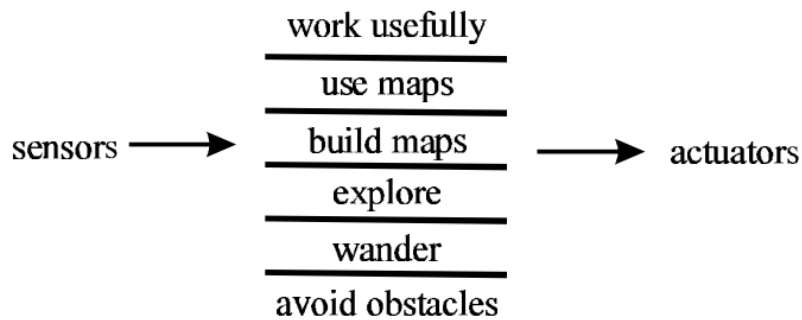 work usefully
use maps
sensors
build maps
actuators
explore
wander
avoid obstacles